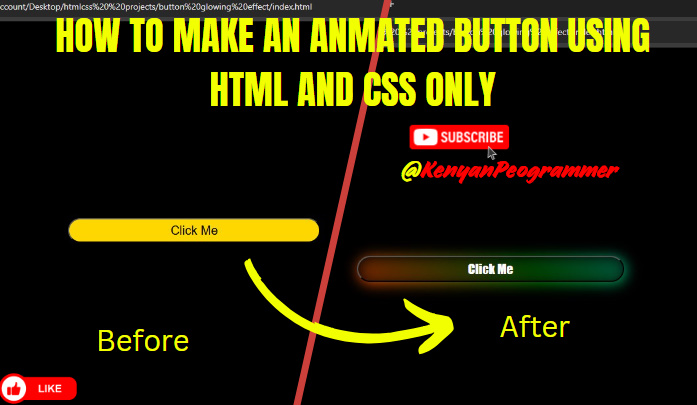 ccount/Desktop/htmlcss%20%20projects/button%20glowing%20effect/index.html
HOW TO MAKE AN ANMATED BUTTON USING
HTML AND CSS ONLY
SUBSCRIBE
@KenyanPeogrammer
Click Me
Click Me
Before
After
LIKE